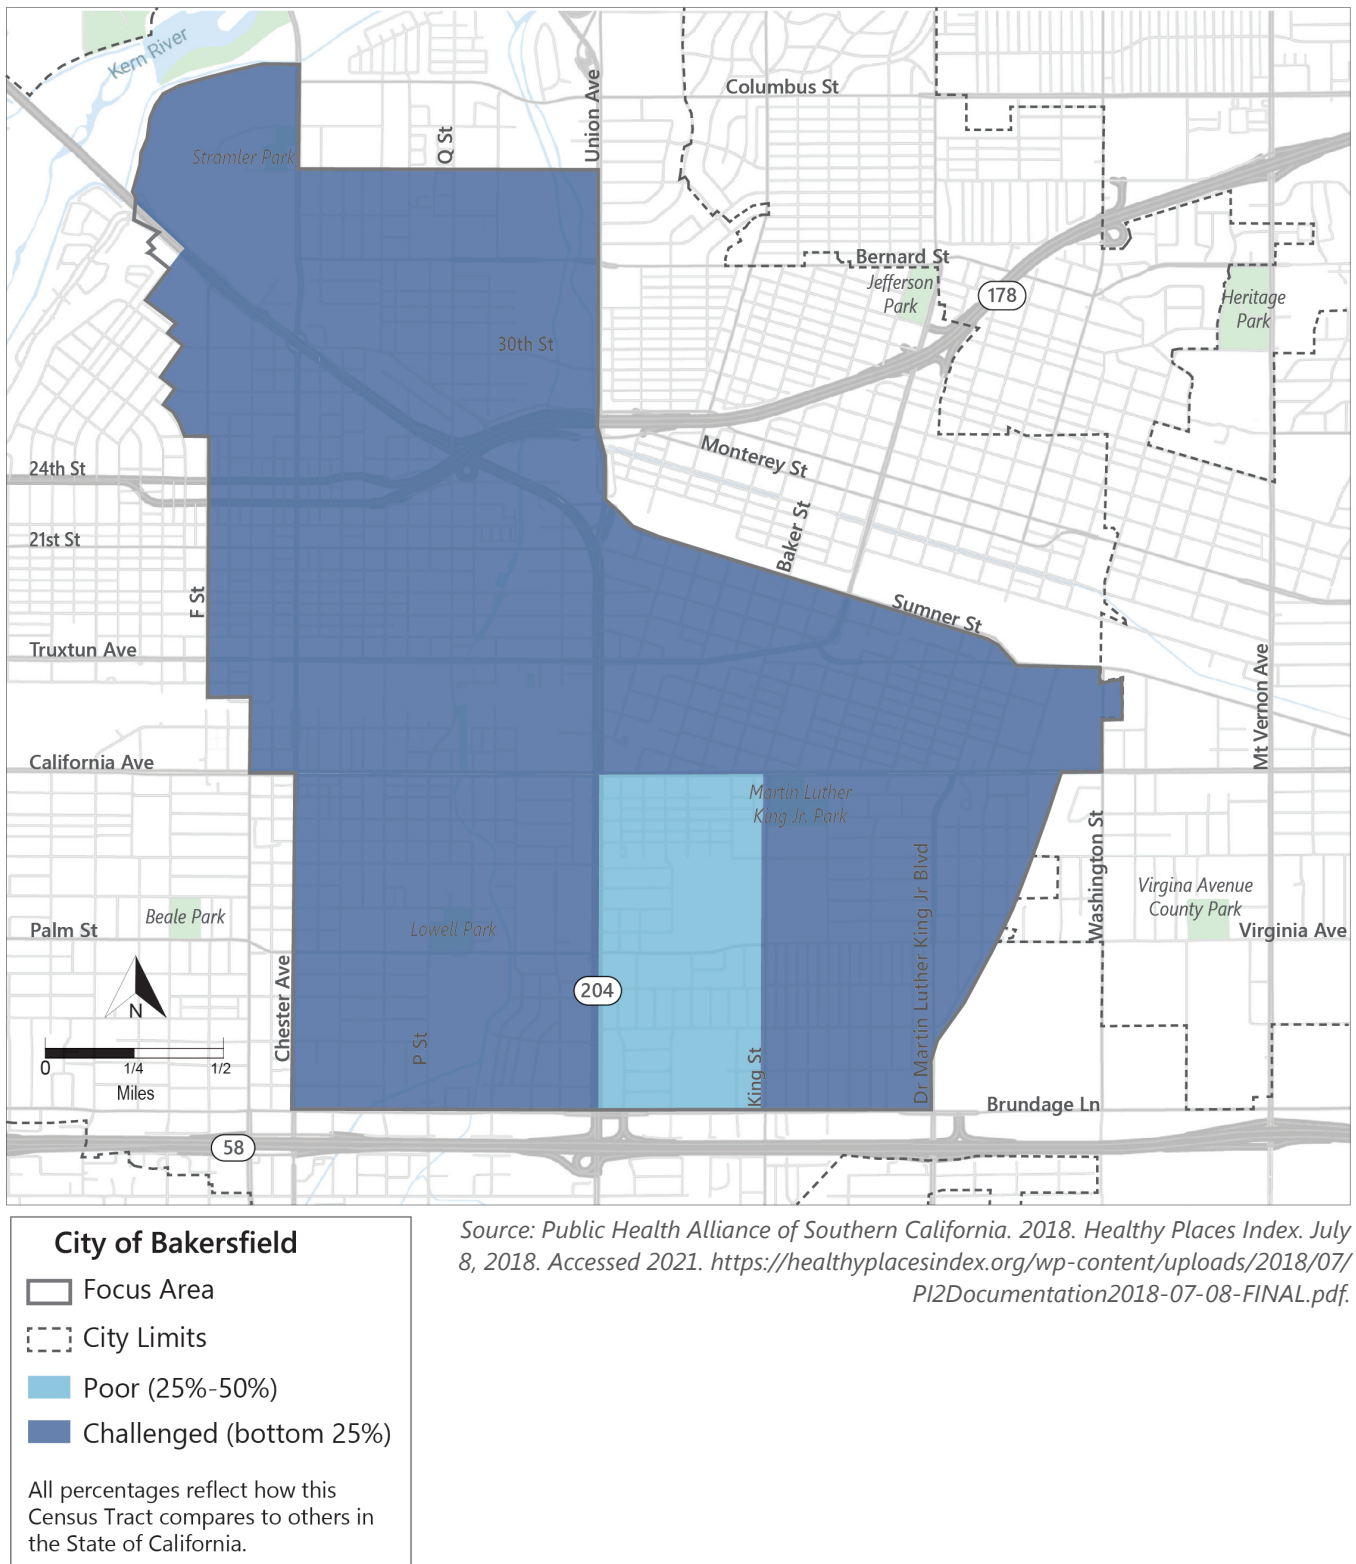 Kern River
Columbus St
Union Ave
Q St
Stramler Park
Bernard St
Jefferson
Park
178
Heritage
Park
30th St
Monterey St
24th St
Baker St
21st St
F St
Sumner St
Truxtun Ave
Mt Vernon Ave
California Ave
Martin Luther
King Jr. Park
Washington St
Dr Martin Luther King Jr Blvd
Virgina Avenue
County Park
Beale Park
Lowell Park
Palm St
Virginia Ave
Chester Ave
204
N
P St
King St
0 1/4 1/2
Miles
Brundage Ln
58
City of Bakersfield
Focus Area
City Limits
Poor (25%-50%)
Challenged (bottom 25%)
All percentages reflect how this
Census Tract compares to others in
the State of California.
Source: Public Health Alliance of Southern California. 2018. Healthy Places Index. July
8, 2018. Accessed 2021. https://healthyplacesindex.org/wp-content/uploads/2018/07/
PI2Documentation2018-07-08-FINAL.pdf.